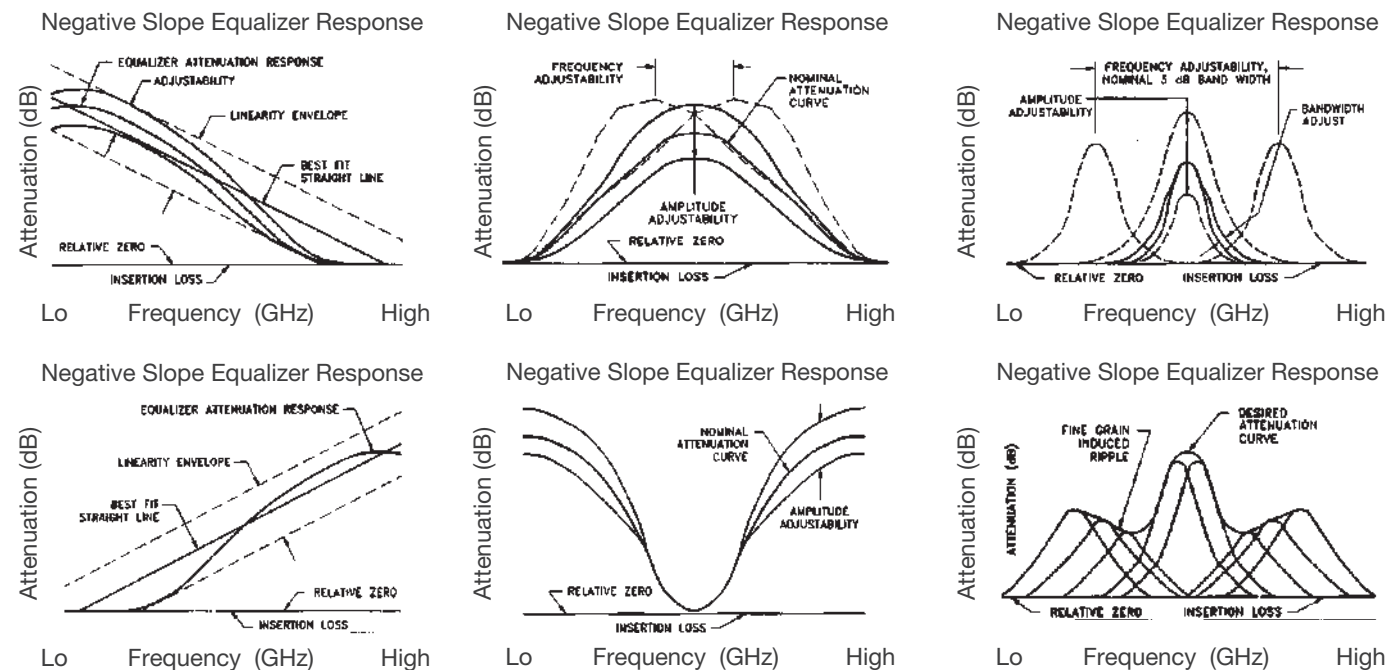 Negative Slope Equalizer Response
Attenuation (dB)
EQUALIZER ATTENUATION RESPONSE
ADJUSTABILITY
LINEARITY ENVELOPE
BEST FIT
STRAIGHT LINE
RELATIVE ZERO
INSERTION LOSS
Lo Frequency (GHz) High
Negative Slope Equalizer Response
Attenuation (dB)
FREQUENCY
ADJUSTABILITY
NOMINAL
ATTENUATION
CURVE
AMPLITUDE
ADJUSTABILITY
RELATIVE ZERO
INSERTION LOSS
Lo Frequency (GHz) High
Negative Slope Equalizer Response
Attenuation (dB)
FREQUENCY ADJUSTABILITY,
NOMINAL 3 dB BAND WIDTH
AMPLITUDE
ADJUSTABILITY
BANDWIDTH
ADJUST
RELATIVE ZERO INSERTION LOSS
Lo Frequency (GHz) High
Negative Slope Equalizer Response
Attenuation (dB)
EQUALIZER ATTENUATION RESPONSE
LINEARITY ENVELOPE
BEST FIT
STRAIGHT LINE
RELATIVE ZERO
INSERTION LOSS
Lo Frequency (GHz) High
Negative Slope Equalizer Response
Attenuation (dB)
NOMINAL
ATTENUATION
CURVE
AMPLITUDE
ADJUSTABILITY
RELATIVE ZERO
INSERTION LOSS
Lo Frequency (GHz) High
Negative Slope Equalizer Response
Attenuation (dB)
ATTENUATION (dB)
FINE GRAIN
INDUCED
RIPPLE
DESIRED
ATTENUATION
CURVE
RELATIVE ZERO INSERTION LOSS
Lo Frequency (GHz) High